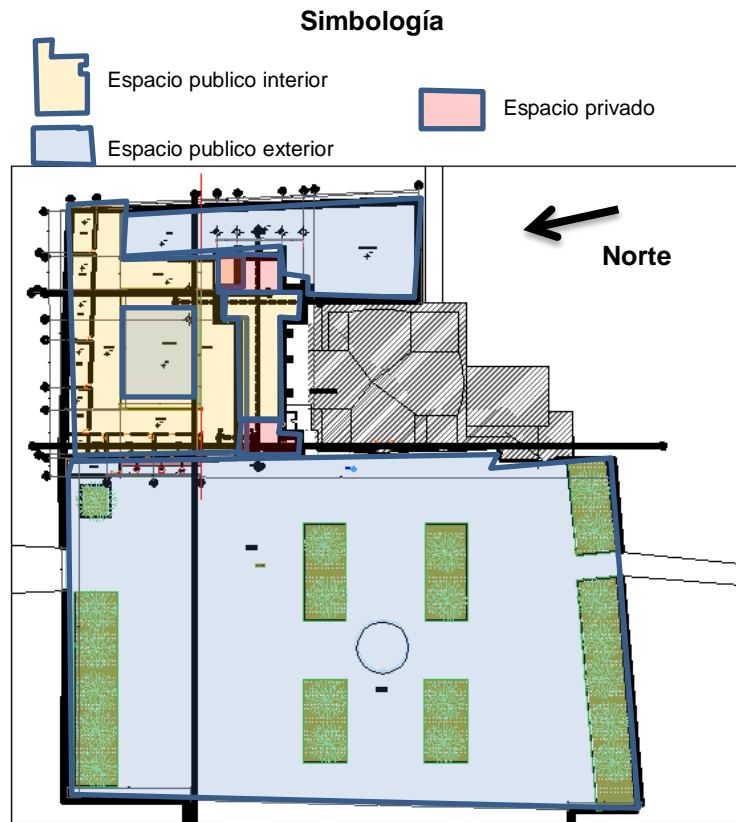 Simbología
Espacio publico interior
Espacio privado
Espacio publico exterior
Norte